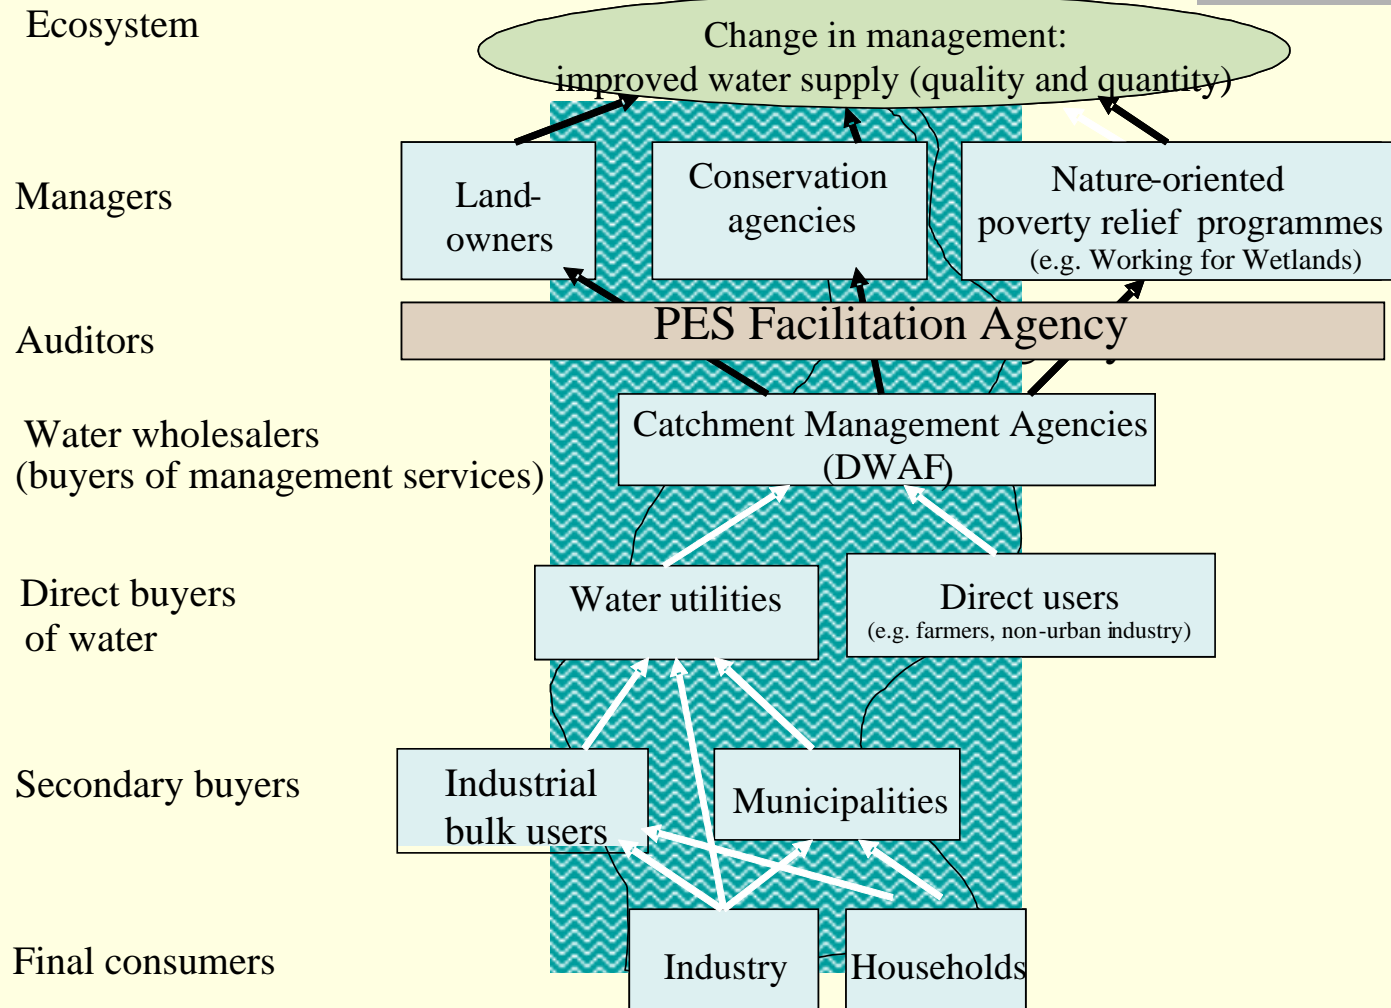 Ecosystem
Change in management:
improved water supply (quality and quantity)
Managers
Land-
owners
Conservation
agencies
Nature-oriented
poverty relief programmes
(e.g. Working for Wetlands)
Auditors
PES Facilitation Agency
Water wholesalers
(buyers of management services)
Catchment Management Agencies
(DWAF)
Direct buyers
of water
Water utilities
Direct users
(e.g. farmers, non-urban industry)
Secondary buyers
Industrial
bulk users
Municipalities
Final consumers
Industry
Households